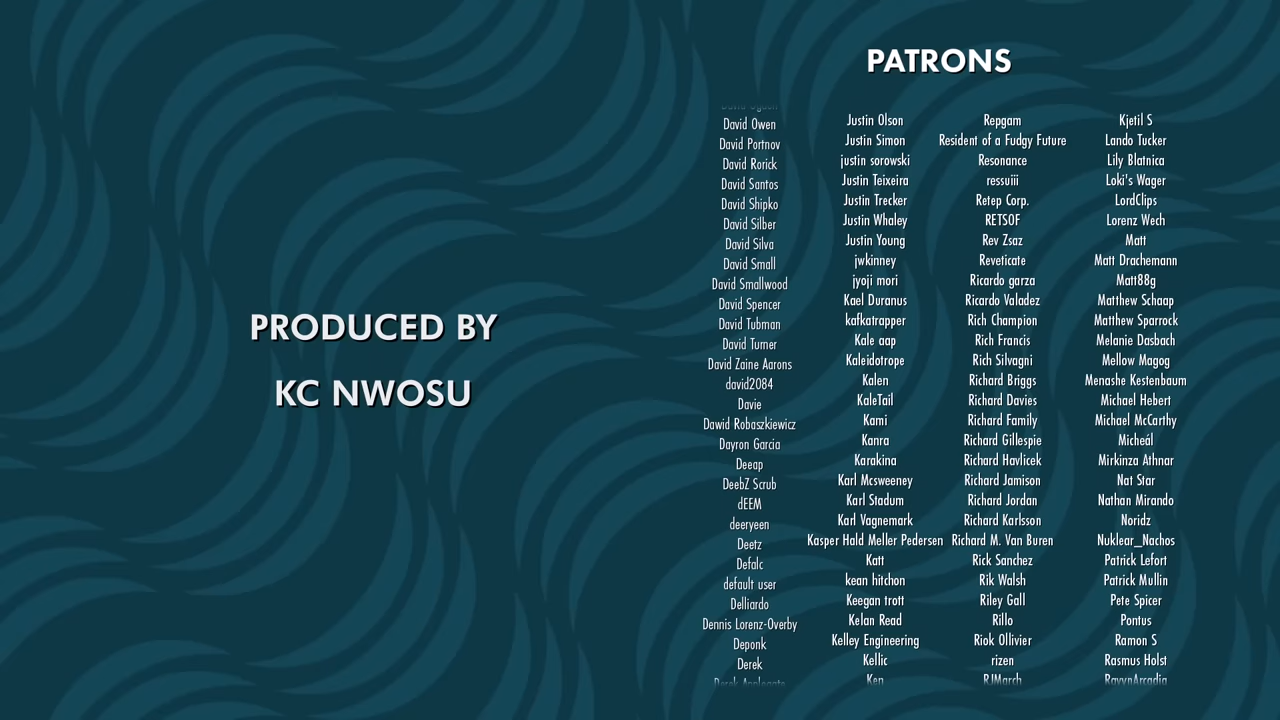 PRODUCED BY
KC NWOSU
PATRONS
David Owen
David Portnov
David Rorick
David Santos
David Shipko
David Silber
David Silva
David Small
David Smallwood
David Spencer
David Tubman
David Turner
David Zaine Aarons
david2084
Davie
Dawid Robaszkiewicz
Dayron Garcia
Deeap
DeebZ Scrub
dEEM
deeryeen
Deetz
Defalc
default user
Delliardo
Dennis Lorenz-Overby
Deponk
Derek
Derek Applegate
Justin Olson
Justin Simon
justin sorowski
Justin Teixeira
Justin Trecker
Justin Whaley
Justin Young
jwkinney
jyoji mori
Kael Duranus
kafkatrapper
Kale aap
Kaleidotrope
Kalen
KaleTail
Kami
Kanra
Karakina
Karl Mcsweeney
Karl Stadum
Karl Vagnemark
Kasper Hald Meller Pedersen
Katt
kean hitchon
Keegan trott
Kelan Read
Kelley Engineering
Kellic
Ken
Repgam
Resident of a Fudgy Future
Resonance
ressuiii
Retep Corp.
RETSOF
Rev Zsaz
Reveticate
Ricardo garza
Ricardo Valadez
Rich Champion
Rich Francis
Rich Silvagni
Richard Briggs
Richard Davies
Richard Family
Richard Gillespie
Richard Havlicek
Richard Jamison
Richard Jordan
Richard Karlsson
Richard M. Van Buren
Rick Sanchez
Rik Walsh
Riley Gall
Rillo
Riok Ollivier
rizen
RJMarch
Kjetil S
Lando Tucker
Lily Blatnica
Loki's Wager
LordClips
Lorenz Wech
Matt
Matt Drachemann
Matt88g
Matthew Schaap
Matthew Sparrock
Melanie Dasbach
Mellow Magog
Menashe Kestenbaum
Michael Hebert
Michael McCarthy
Micheál
Mirkinza Athnar
Nat Star
Nathan Mirando
Noridz
Nuklear_Nachos
Patrick Lefort
Patrick Mullin
Pete Spicer
Pontus
Ramon S
Rasmus Holst
RavynArcadia